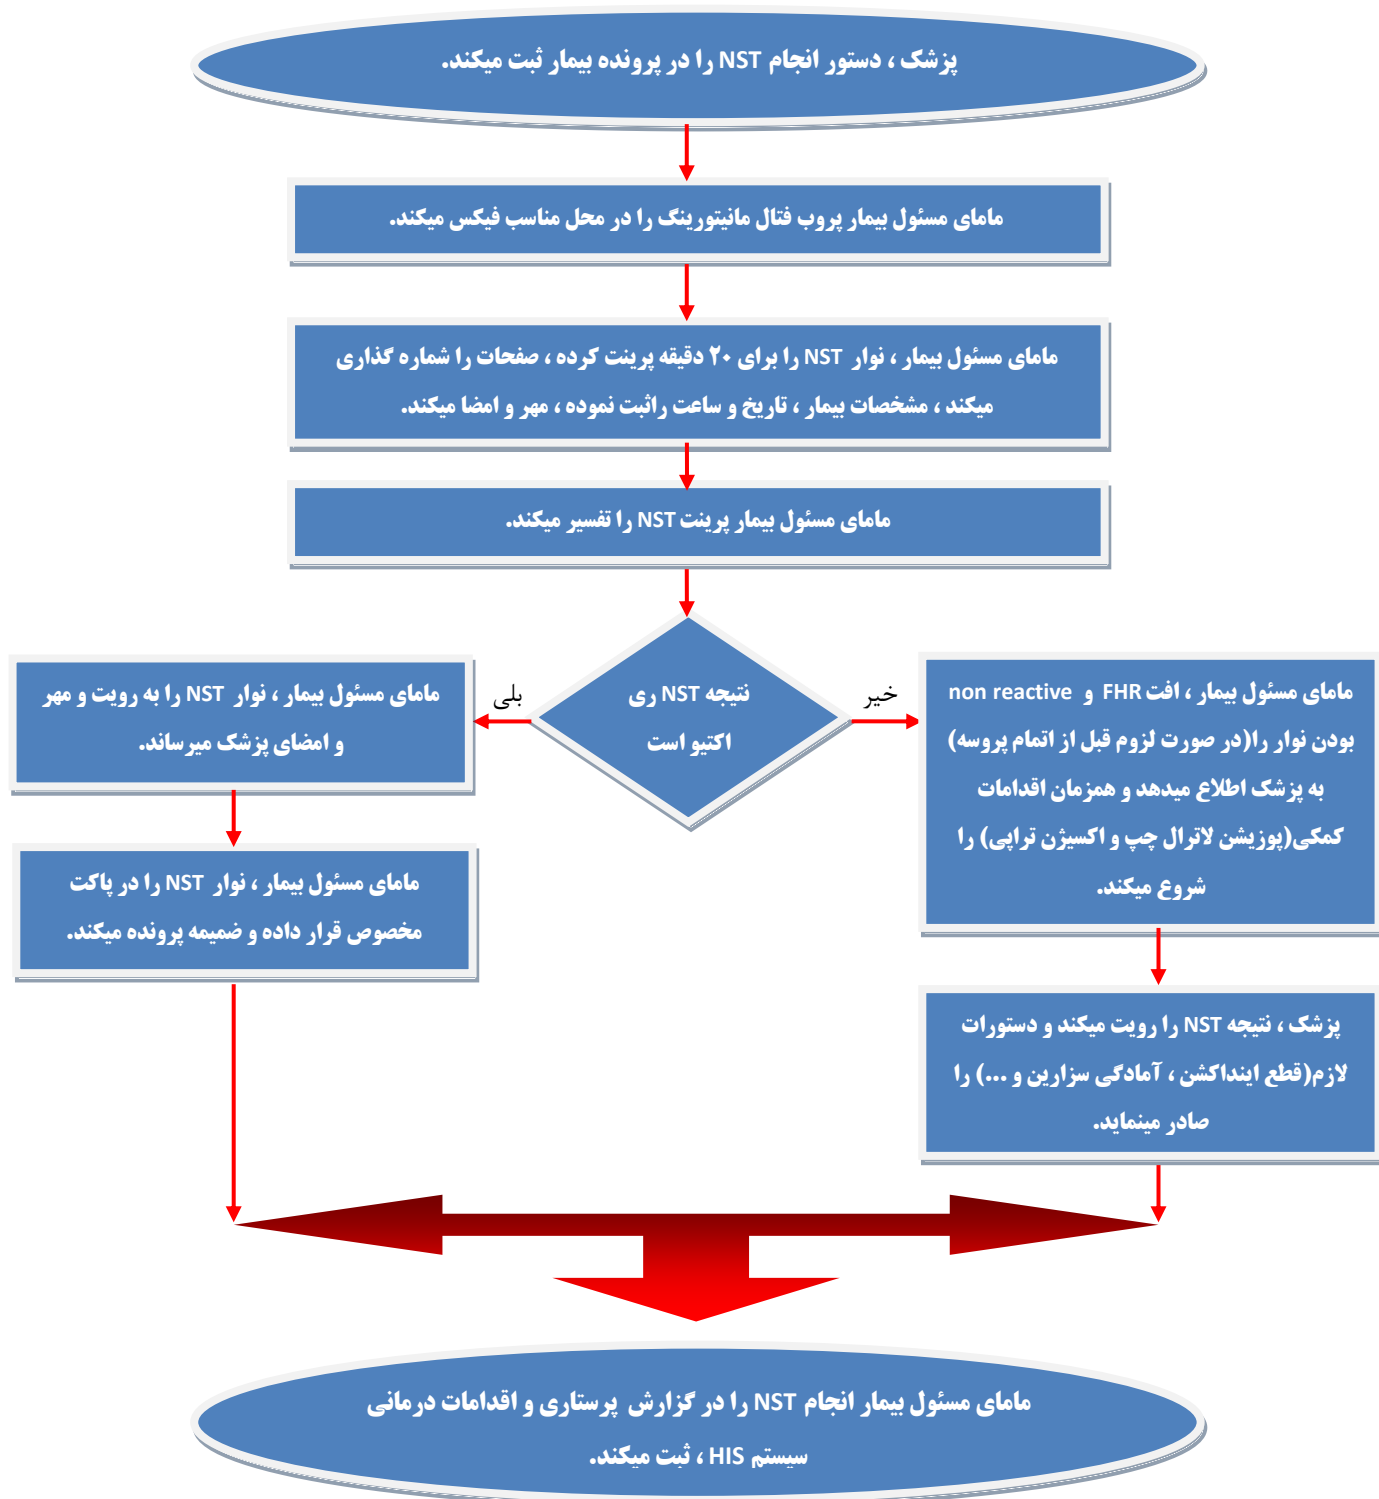 پزشک ، دستور انجام NST را در پرونده بیمار ثبت میکند.
مامای مسئول بیمار پروب فتال مانیتورینگ را در محل مناسب فیکس میکند.
مامای مسئول بیمار ، نوار NST را برای ۲۰ دقیقه پرینت کرده ، صفحات را شماره گذاری
میکند ، مشخصات بیمار ، تاریخ و ساعت راثبت نموده ، مهر و امضا میکند.
مامای مسئول بیمار پرینت NST را تفسیر میکند.
نتیجه NST ری
اکتیو است
خیر
بلی
مامای مسئول بیمار ، افت FHR و non reactive
بودن نوار را(در صورت لزوم قبل از اتمام پروسه)
به پزشک اطلاع میدهد و همزمان اقدامات
کمکی(پوزیشن لاترال چپ و اکسیژن تراپی) را
شروع میکند.
مامای مسئول بیمار ، نوار NST را به رویت و مهر
و امضای پزشک میرساند.
مامای مسئول بیمار ، نوار NST را در پاکت
مخصوص قرار داده و ضمیمه پرونده میکند.
پزشک ، نتیجه NST را رویت میکند و دستورات
لازم(قطع اینداکشن ، آمادگی سزارین و ...) را
صادر مینماید.
مامای مسئول بیمار انجام NST را در گزارش پرستاری و اقدامات درمانی
سیستم HIS ، ثبت میکند.